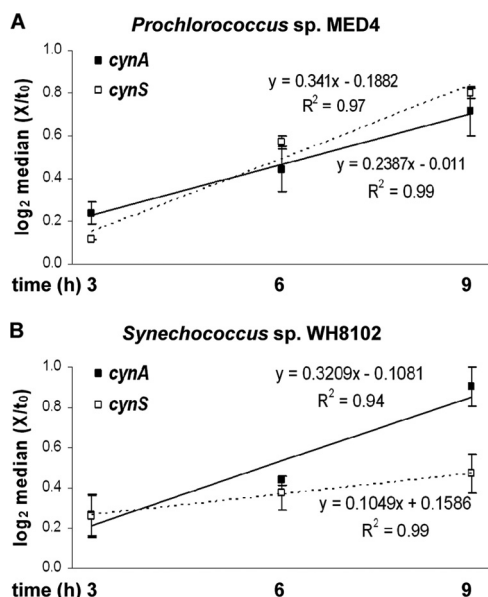 A
Prochlorococcus sp. MED4
log₂ median (X/t₀)
1.0
0.8
0.6
0.4
0.2
0.0
cynA
cynS
y = 0.341x - 0.1882
R² = 0.97
y = 0.2387x - 0.011
R² = 0.99
time (h) 3 6 9
B
Synechococcus sp. WH8102
log₂ median (X/t₀)
1.0
0.8
0.6
0.4
0.2
0.0
cynA
cynS
y = 0.3209x - 0.1081
R² = 0.94
y = 0.1049x + 0.1586
R² = 0.99
time (h) 3 6 9